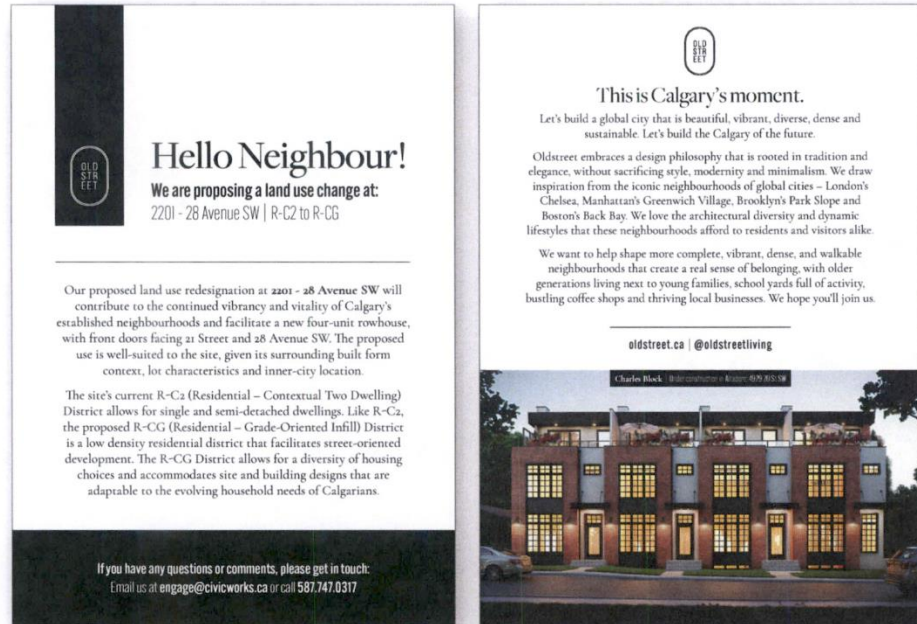 OLD
STR
EET
Hello Neighbour!
We are proposing a land use change at:
2201 - 28 Avenue SW | R-C2 to R-CG
Our proposed land use redesignation at 2201 - 28 Avenue SW will
contribute to the continued vibrancy and vitality of Calgary's
established neighbourhoods and facilitate a new four-unit rowhouse,
with front doors facing 21 Street and 28 Avenue SW. The proposed
use is well-suited to the site, given its surrounding built form
context, lot characteristics and inner-city location.
The site's current R-C2 (Residential – Contextual Two Dwelling)
District allows for single and semi-detached dwellings. Like R-C2,
the proposed R-CG (Residential – Grade-Oriented Infill) District
is a low density residential district that facilitates street-oriented
development. The R-CG District allows for a diversity of housing
choices and accommodates site and building designs that are
adaptable to the evolving household needs of Calgarians.
If you have any questions or comments, please get in touch:
Email us at engage@civicworks.ca or call 587.747.0317
OLD
STR
EET
This is Calgary's moment.
Let's build a global city that is beautiful, vibrant, diverse, dense and
sustainable. Let's build the Calgary of the future.
Oldstreet embraces a design philosophy that is rooted in tradition and
elegance, without sacrificing style, modernity and minimalism. We draw
inspiration from the iconic neighbourhoods of global cities – London's
Chelsea, Manhattan's Greenwich Village, Brooklyn's Park Slope and
Boston's Back Bay. We love the architectural diversity and dynamic
lifestyles that these neighbourhoods afford to residents and visitors alike.
We want to help shape more complete, vibrant, dense, and walkable
neighbourhoods that create a real sense of belonging, with older
generations living next to young families, school yards full of activity,
bustling coffee shops and thriving local businesses. We hope you'll join us.
oldstreet.ca | @oldstreetliving
Charles Block | Under construction in